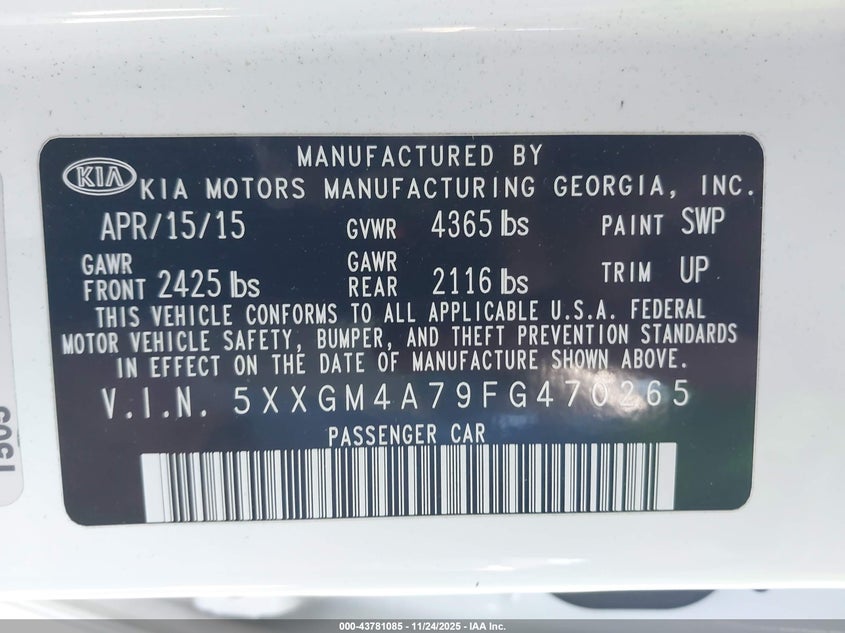 MANUFACTURED BY
KIA KIA MOTORS MANUFACTURING GEORGIA, INC.
APR/15/15 GVWR 4365 lbs PAINT SWP
GAWR FRONT 2425 lbs GAWR REAR 2116 lbs TRIM UP
THIS VEHICLE CONFORMS TO ALL APPLICABLE U.S.A. FEDERAL
MOTOR VEHICLE SAFETY, BUMPER, AND THEFT PREVENTION STANDARDS
IN EFFECT ON THE DATE OF MANUFACTURE SHOWN ABOVE.
V.I.N. 5XXGM4A79FG470265
PASSENGER CAR
000-43781085 - 11/24/2025 - IAA Inc.